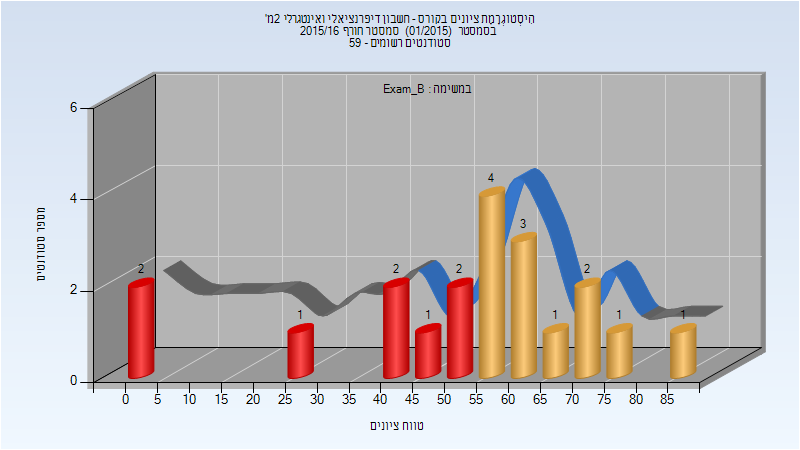 הִיסְטוֹגְרָמַת ציונים בקורס - חשבון דיפרנציאלי ואינטגרלי 2מ'
בסמסטר (01/2015) סמסטר חורף 2015/16
סטודנטים רשומים - 59
במשימה : Exam_B
מספר סטודנטים
6
4
2
0
2
1
2
1
2
4
3
1
2
1
1
0 5 10 15 20 25 30 35 40 45 50 55 60 65 70 75 80 85
טווח ציונים